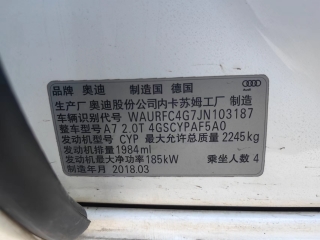 品牌 奥迪 制造国 德国
生产厂 奥迪股份公司内卡苏姆工厂 制造
车辆识别代号 WAURFC4G7JN103187
整车型号 A7 2.0T 4GSCYPAF5A0
发动机型号 CYP 最大允许总质量 2245kg
发动机排量 1984ml
发动机最大净功率 185kW 乘坐人数 4
制造年月 2018.03